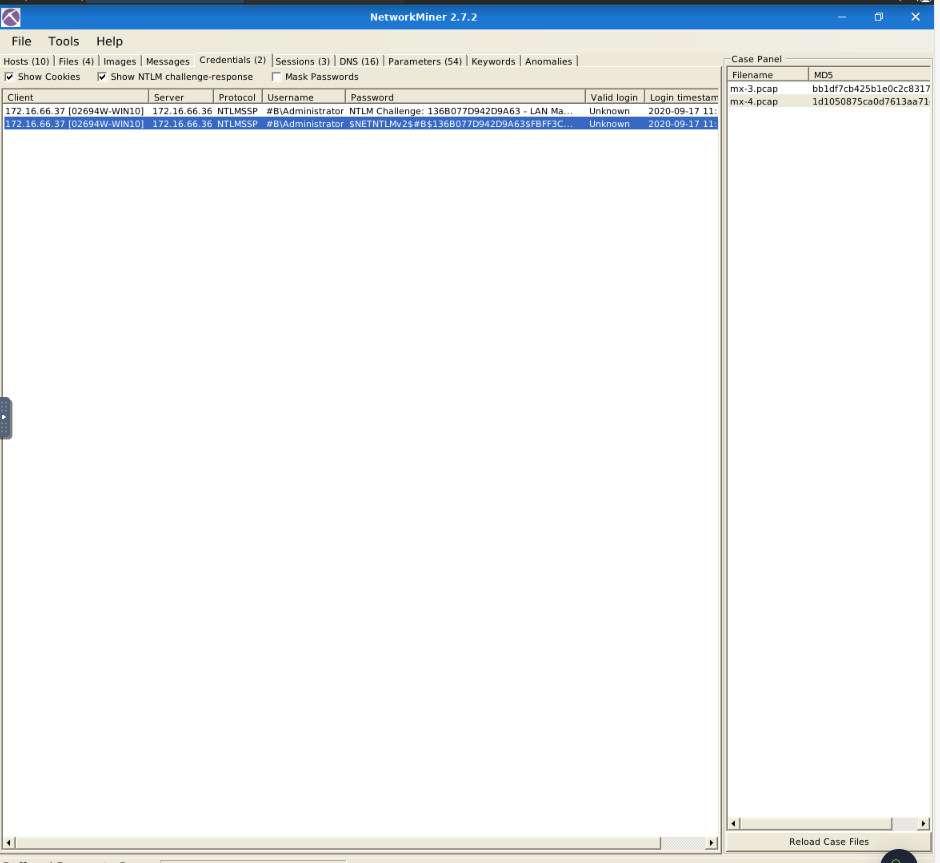 NetworkMiner 2.7.2
File Tools Help
Hosts (10) | Files (4) | Images | Messages Credentials (2) | Sessions (3) | DNS (16) | Parameters (54) | Keywords | Anomalies |
Show Cookies Show NTLM challenge-response Mask Passwords
Client Server Protocol Username Password Valid login Login timestam
172.16.66.37 [02694W-WIN10] 172.16.66.36 NTLMSSP #B\Administrator NTLM Challenge: 136B077D942D9A63 - LAN Ma... Unknown 2020-09-17 11:
172.16.66.37 [02694W-WIN10] 172.16.66.36 NTLMSSP #B\Administrator $NETNTLMv2$#B$136B077D942D9A63$FBFF3C... Unknown 2020-09-17 11:
Case Panel
Filename MD5
mx-3.pcap bb1df7cb425b1e0c2c8317
mx-4.pcap 1d1050875ca0d7613aa71
Reload Case Files